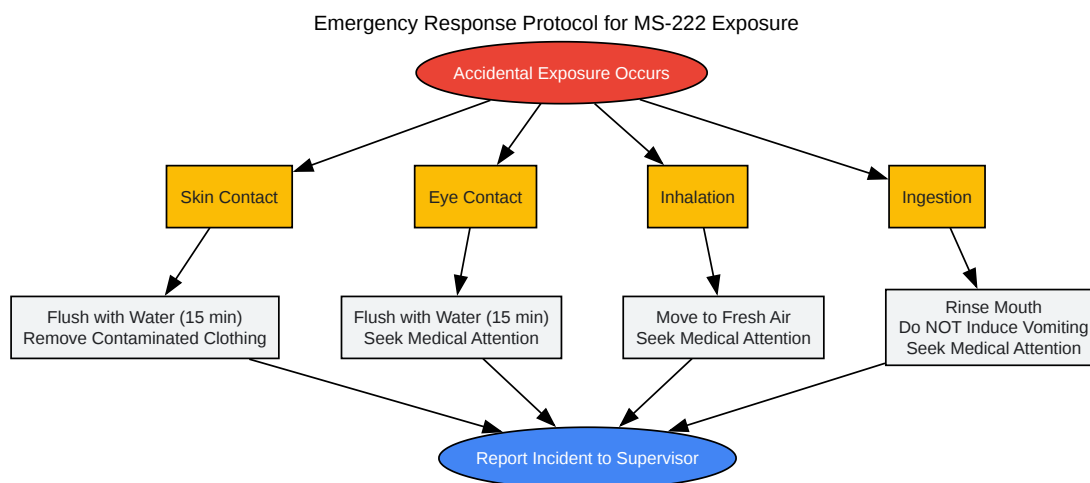 Emergency Response Protocol for MS-222 Exposure
Accidental Exposure Occurs
Skin Contact
Eye Contact
Inhalation
Ingestion
Flush with Water (15 min)
Remove Contaminated Clothing
Flush with Water (15 min)
Seek Medical Attention
Move to Fresh Air
Seek Medical Attention
Rinse Mouth
Do NOT Induce Vomiting
Seek Medical Attention
Report Incident to Supervisor